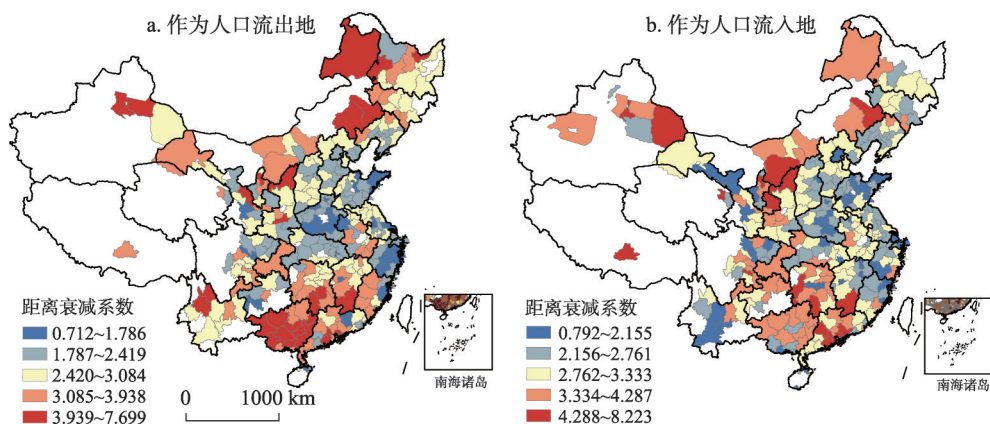 a. 作为人口流出地
b. 作为人口流入地
距离衰减系数
0.712~1.786
1.787~2.419
2.420~3.084
3.085~3.938
3.939~7.699
0 1000 km
南海诸岛
距离衰减系数
0.792~2.155
2.156~2.761
2.762~3.333
3.334~4.287
4.288~8.223
南海诸岛